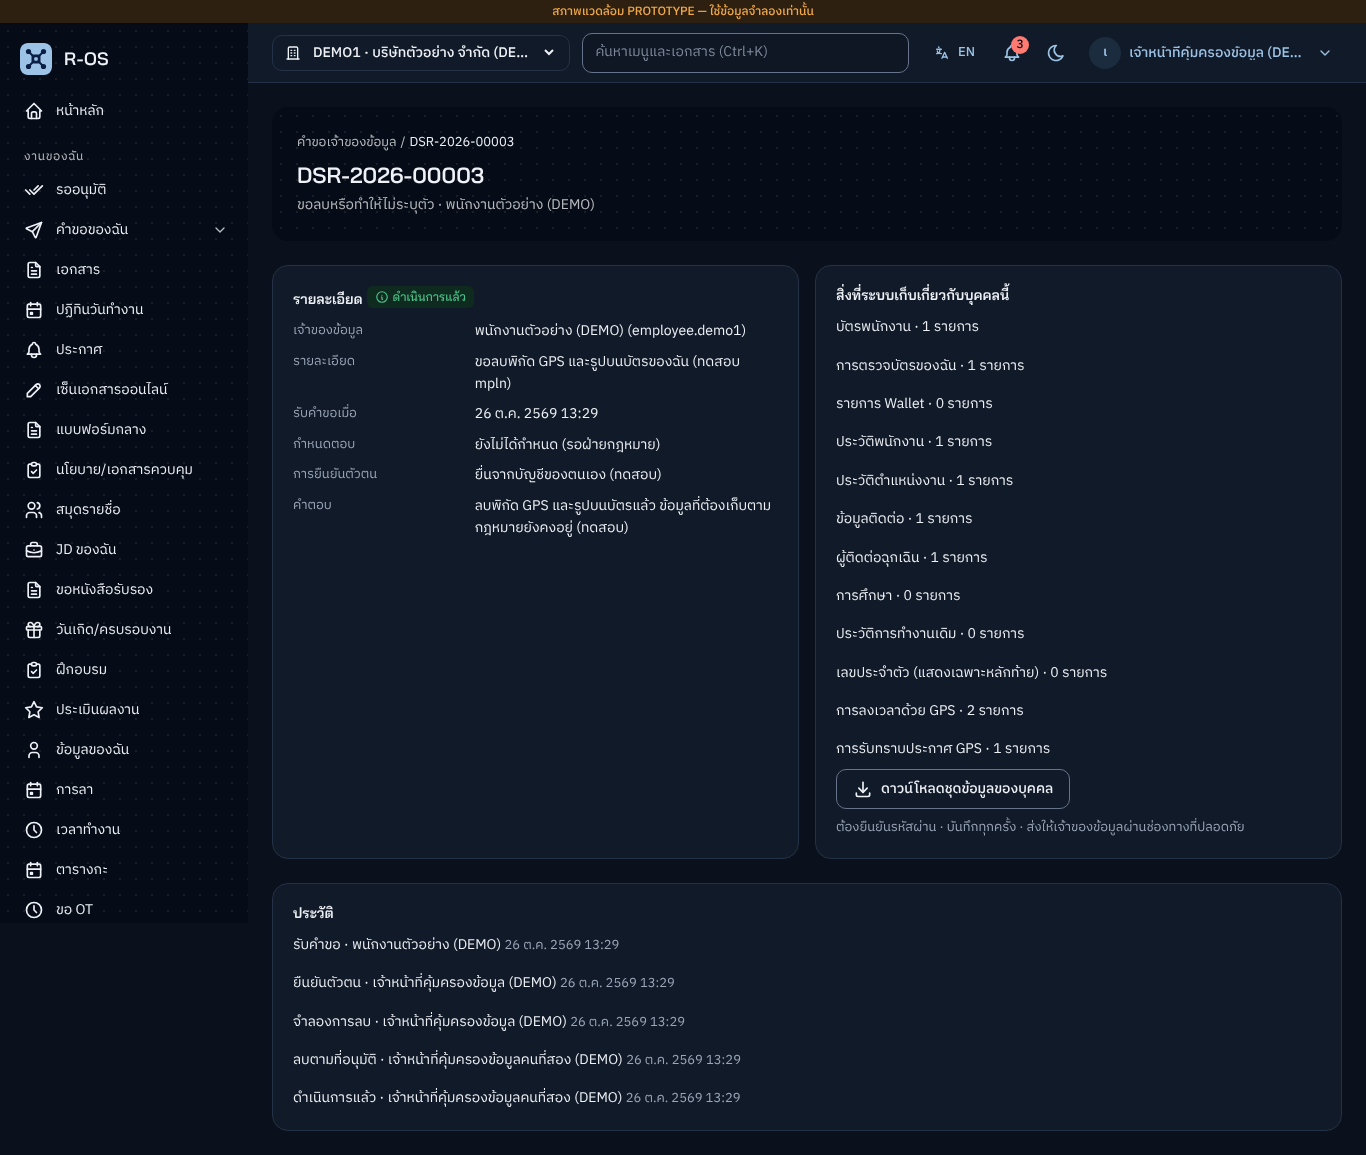 สภาพแวดล้อม PROTOTYPE — ใช้ข้อมูลจำลองเท่านั้น
R-OS
DEMO1 · บริษัทตัวอย่าง จำกัด (DE...
ค้นหาเมนูและเอกสาร (Ctrl+K)
EN
3
เ
เจ้าหน้าที่คุ้มครองข้อมูล (DE...
หน้าหลัก
งานของฉัน
รออนุมัติ
คำขอของฉัน
เอกสาร
ปฏิทินวันทำงาน
ประกาศ
เซ็นเอกสารออนไลน์
แบบฟอร์มกลาง
นโยบาย/เอกสารควบคุม
สมุดรายชื่อ
JD ของฉัน
ขอหนังสือรับรอง
วันเกิด/ครบรอบงาน
ฝึกอบรม
ประเมินผลงาน
ข้อมูลของฉัน
การลา
เวลาทำงาน
ตารางกะ
ขอ OT
คำขอเจ้าของข้อมูล / DSR-2026-00003
DSR-2026-00003
ขอลบหรือทำให้ไม่ระบุตัว · พนักงานตัวอย่าง (DEMO)
รายละเอียด ดำเนินการแล้ว
เจ้าของข้อมูล พนักงานตัวอย่าง (DEMO) (employee.demo1)
รายละเอียด ขอลบพิกัด GPS และรูปบนบัตรของฉัน (ทดสอบ
mpln)
รับคำขอเมื่อ 26 ต.ค. 2569 13:29
กำหนดตอบ ยังไม่ได้กำหนด (รอฝ่ายกฎหมาย)
การยืนยันตัวตน ยื่นจากบัญชีของตนเอง (ทดสอบ)
คำตอบ ลบพิกัด GPS และรูปบนบัตรแล้ว ข้อมูลที่ต้องเก็บตาม
กฎหมายยังคงอยู่ (ทดสอบ)
สิ่งที่ระบบเก็บเกี่ยวกับบุคคลนี้
บัตรพนักงาน · 1 รายการ
การตรวจบัตรของฉัน · 1 รายการ
รายการ Wallet · 0 รายการ
ประวัติพนักงาน · 1 รายการ
ประวัติตำแหน่งงาน · 1 รายการ
ข้อมูลติดต่อ · 1 รายการ
ผู้ติดต่อฉุกเฉิน · 1 รายการ
การศึกษา · 0 รายการ
ประวัติการทำงานเดิม · 0 รายการ
เลขประจำตัว (แสดงเฉพาะหลักท้าย) · 0 รายการ
การลงเวลาด้วย GPS · 2 รายการ
การรับทราบประกาศ GPS · 1 รายการ
ดาวน์โหลดชุดข้อมูลของบุคคล
ต้องยืนยันรหัสผ่าน · บันทึกทุกครั้ง · ส่งให้เจ้าของข้อมูลผ่านช่องทางที่ปลอดภัย
ประวัติ
รับคำขอ · พนักงานตัวอย่าง (DEMO) 26 ต.ค. 2569 13:29
ยืนยันตัวตน · เจ้าหน้าที่คุ้มครองข้อมูล (DEMO) 26 ต.ค. 2569 13:29
จำลองการลบ · เจ้าหน้าที่คุ้มครองข้อมูล (DEMO) 26 ต.ค. 2569 13:29
ลบตามที่อนุมัติ · เจ้าหน้าที่คุ้มครองข้อมูลคนที่สอง (DEMO) 26 ต.ค. 2569 13:29
ดำเนินการแล้ว · เจ้าหน้าที่คุ้มครองข้อมูลคนที่สอง (DEMO) 26 ต.ค. 2569 13:29